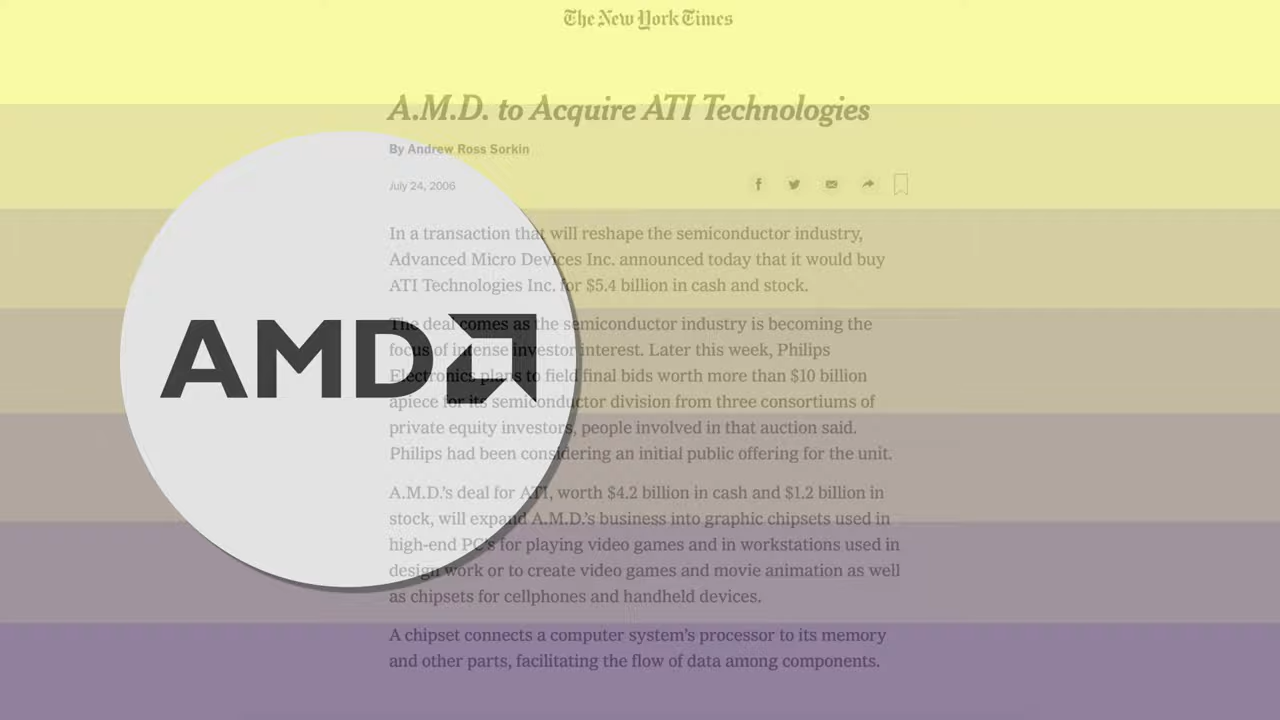 The New York Times
A.M.D. to Acquire ATI Technologies
By Andrew Ross Sorkin
July 24, 2006
In a transaction that will reshape the semiconductor industry,
Advanced Micro Devices Inc. announced today that it would buy
ATI Technologies Inc. for $5.4 billion in cash and stock.
AMD
The deal comes as the semiconductor industry is becoming the
focus of intense investor interest. Later this week, Philips
Electronics plans to field final bids worth more than $10 billion
apiece for its semiconductor division from three consortiums of
private equity investors, people involved in that auction said.
Philips had been considering an initial public offering for the unit.
A.M.D.'s deal for ATI, worth $4.2 billion in cash and $1.2 billion in
stock, will expand A.M.D.'s business into graphic chipsets used in
high-end PC's for playing video games and in workstations used in
design work or to create video games and movie animation as well
as chipsets for cellphones and handheld devices.
A chipset connects a computer system's processor to its memory
and other parts, facilitating the flow of data among components.